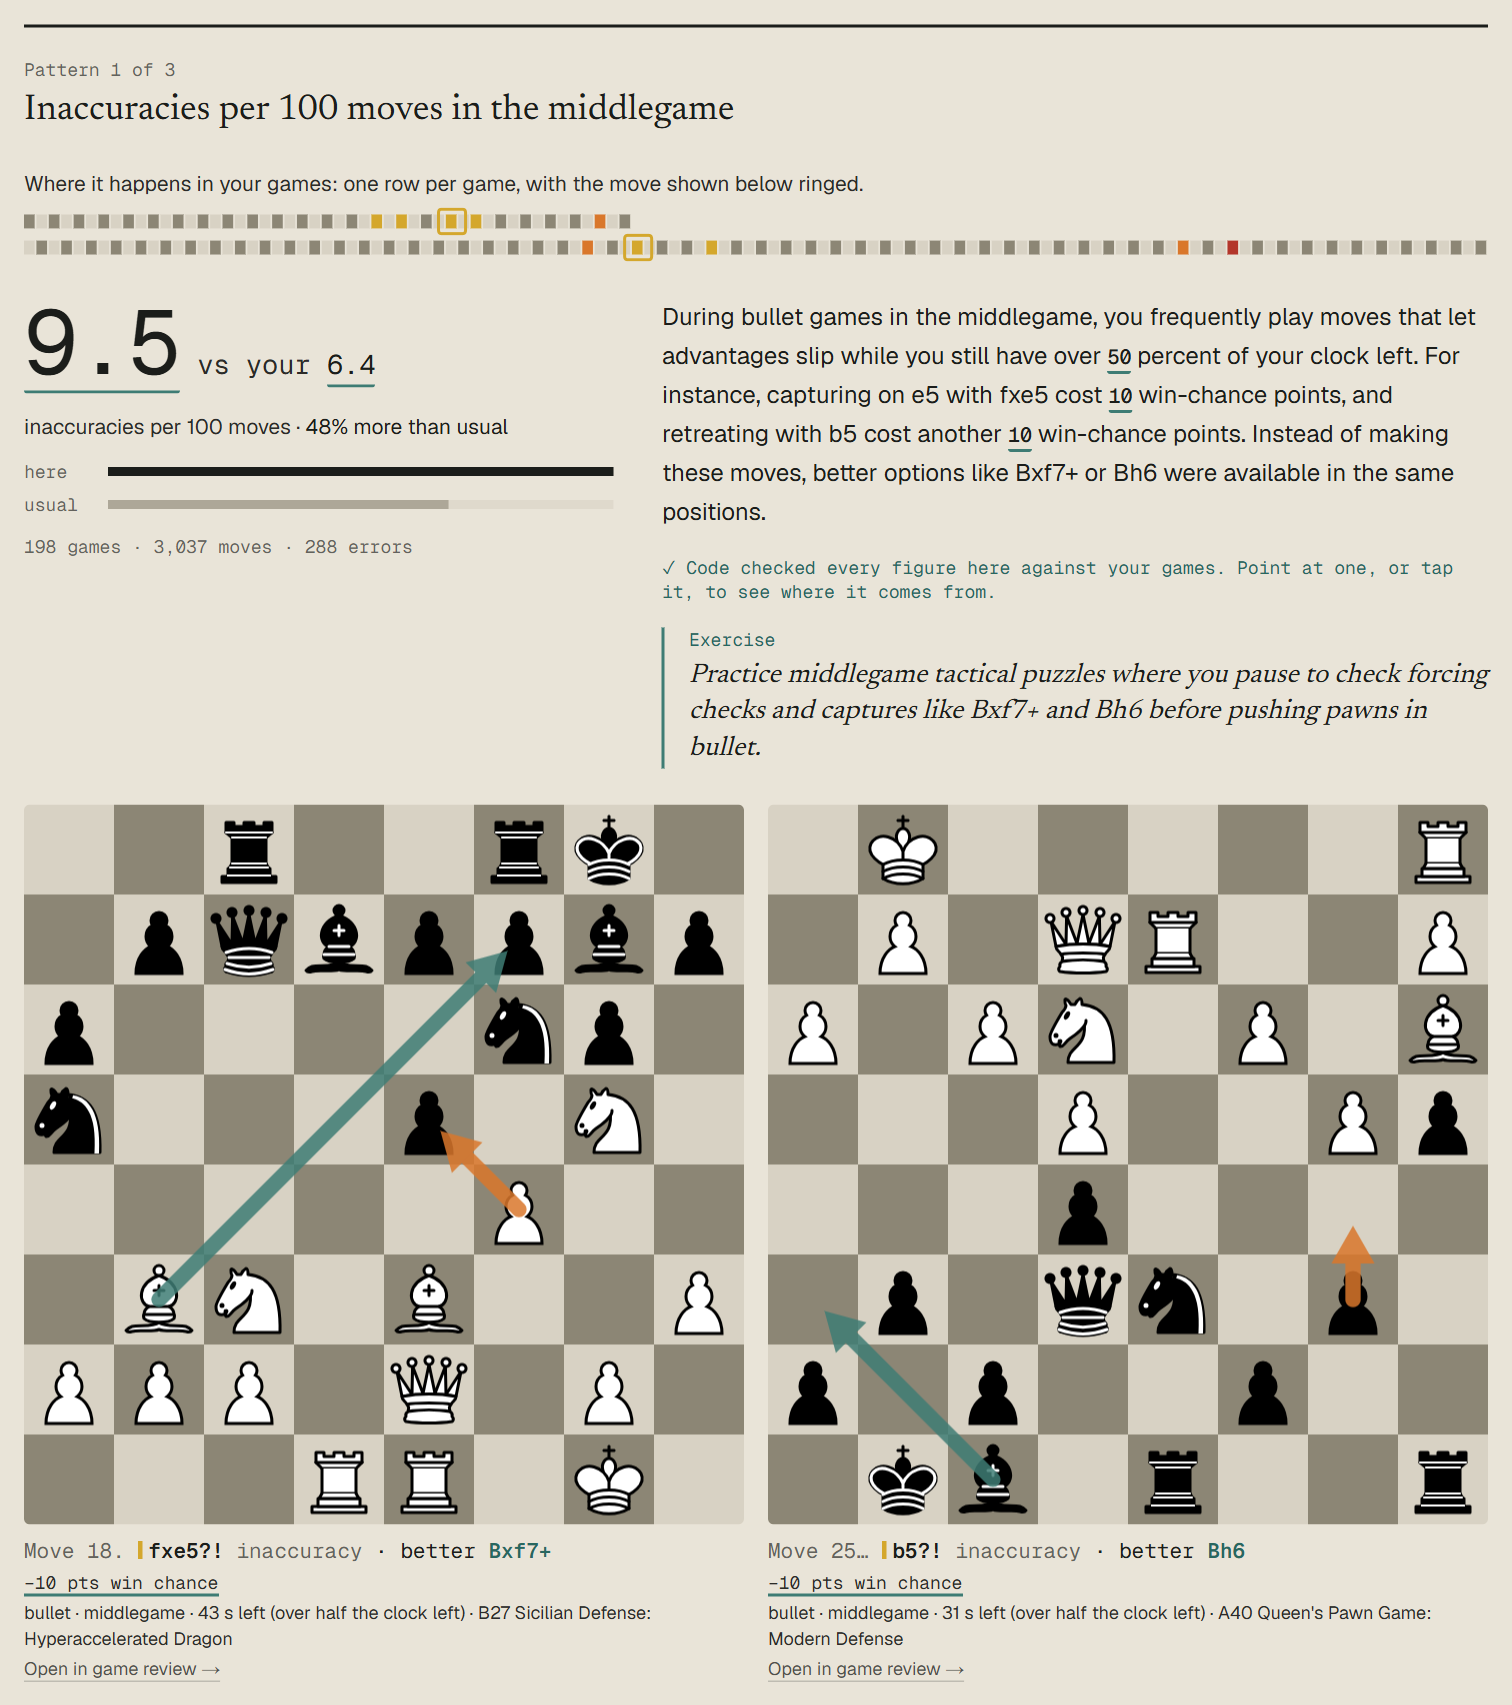 Pattern 1 of 3
Inaccuracies per 100 moves in the middlegame
Where it happens in your games: one row per game, with the move shown below ringed.
9.5 vs your 6.4
inaccuracies per 100 moves · 48% more than usual
here
usual
198 games · 3,037 moves · 288 errors
During bullet games in the middlegame, you frequently play moves that let
advantages slip while you still have over 50 percent of your clock left. For
instance, capturing on e5 with fxe5 cost 10 win-chance points, and
retreating with b5 cost another 10 win-chance points. Instead of making
these moves, better options like Bxf7+ or Bh6 were available in the same
positions.
✓ Code checked every figure here against your games. Point at one, or tap
it, to see where it comes from.
Exercise
Practice middlegame tactical puzzles where you pause to check forcing
checks and captures like Bxf7+ and Bh6 before pushing pawns in
bullet.
Move 18. fxe5?! inaccuracy · better Bxf7+
−10 pts win chance
bullet · middlegame · 43 s left (over half the clock left) · B27 Sicilian Defense:
Hyperaccelerated Dragon
Open in game review →
Move 25… b5?! inaccuracy · better Bh6
−10 pts win chance
bullet · middlegame · 31 s left (over half the clock left) · A40 Queen's Pawn Game:
Modern Defense
Open in game review →